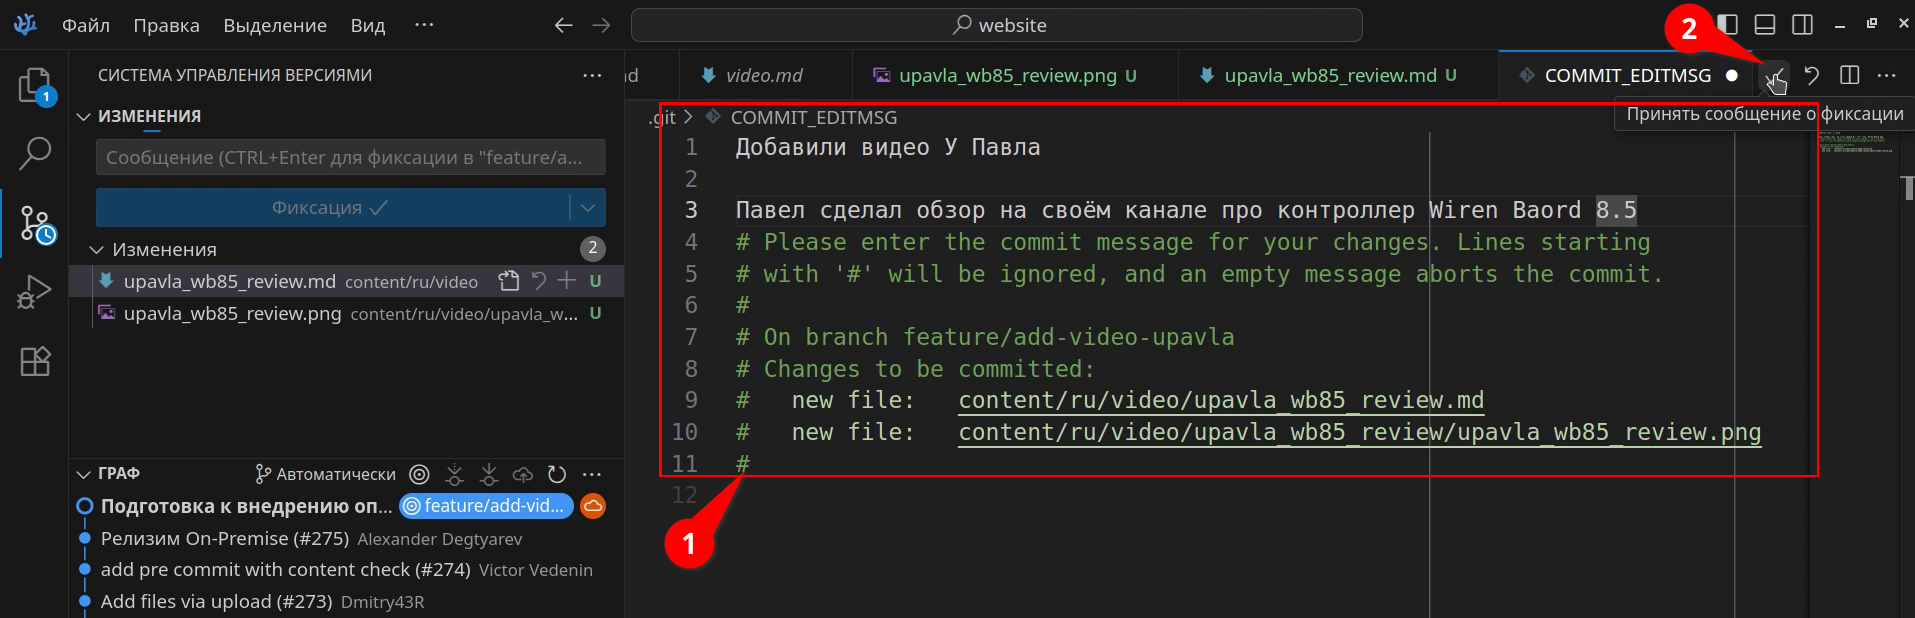 Файл Правка Выделение Вид ···
website
2
1
СИСТЕМА УПРАВЛЕНИЯ ВЕРСИЯМИ ···
ИЗМЕНЕНИЯ
Сообщение (CTRL+Enter для фиксации в "feature/a...
Фиксация
Изменения 2
upavla_wb85_review.md content/ru/video U
upavla_wb85_review.png content/ru/video/upavla_w... U
ГРАФ Автоматически ···
Подготовка к внедрению оп... feature/add-vid...
Релизим On-Premise (#275) Alexander Degtyarev
add pre commit with content check (#274) Victor Vedenin
Add files via upload (#273) Dmitry43R
video.md upavla_wb85_review.png U upavla_wb85_review.md U COMMIT_EDITMSG ● ···
Принять сообщение о фиксации
.git > COMMIT_EDITMSG
1 Добавили видео У Павла
2
3 Павел сделал обзор на своём канале про контроллер Wiren Baord 8.5
4 # Please enter the commit message for your changes. Lines starting
5 # with '#' will be ignored, and an empty message aborts the commit.
6 #
7 # On branch feature/add-video-upavla
8 # Changes to be committed:
9 # new file: content/ru/video/upavla_wb85_review.md
10 # new file: content/ru/video/upavla_wb85_review/upavla_wb85_review.png
11 #
12
1